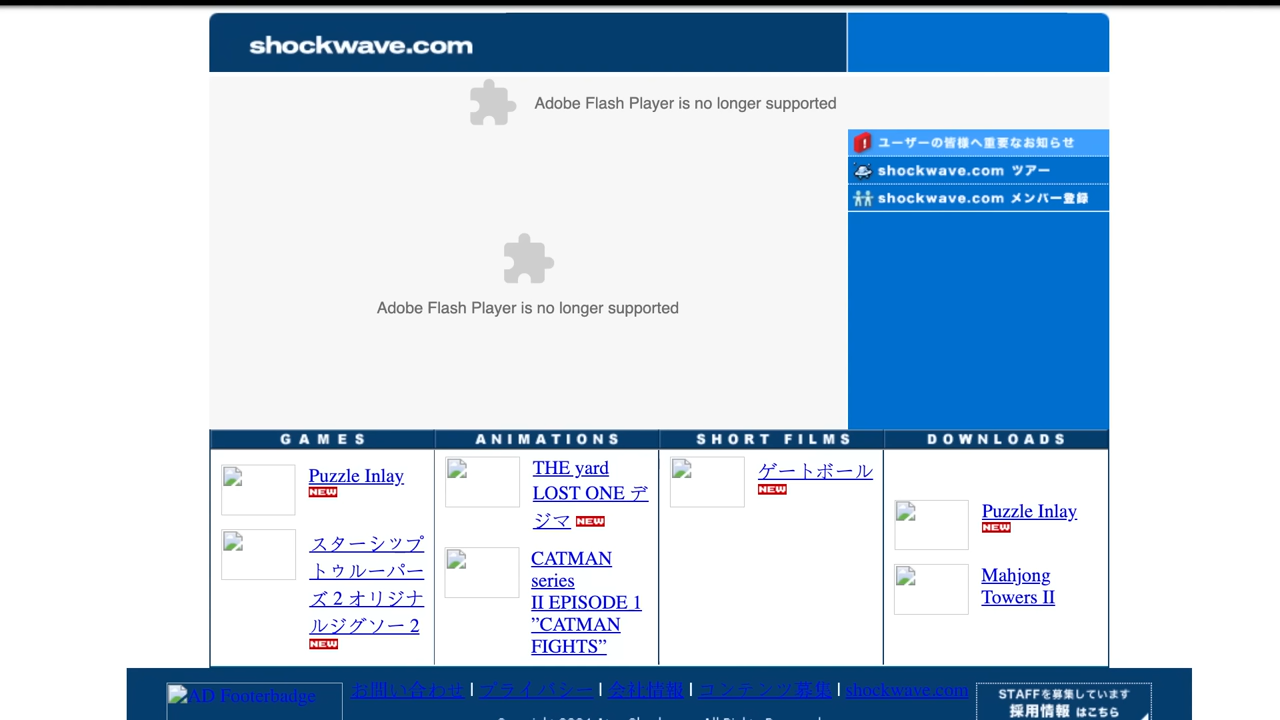 shockwave.com
Adobe Flash Player is no longer supported
ユーザーの皆様へ重要なお知らせ
shockwave.com ツアー
shockwave.com メンバー登録
Adobe Flash Player is no longer supported
GAMES
Puzzle Inlay
NEW
スターシップ
トゥルーパー
ズ 2 オリジナ
ルジグソー 2
NEW
ANIMATIONS
THE yard
LOST ONE デ
ジマ NEW
CATMAN
series
II EPISODE 1
”CATMAN
FIGHTS”
SHORT FILMS
ゲートボール
NEW
DOWNLOADS
Puzzle Inlay
NEW
Mahjong
Towers II
AD Footerbadge
お問い合わせ | プライバシー | 会社情報 | コンテンツ募集 | shockwave.com
STAFFを募集しています
採用情報 はこちら